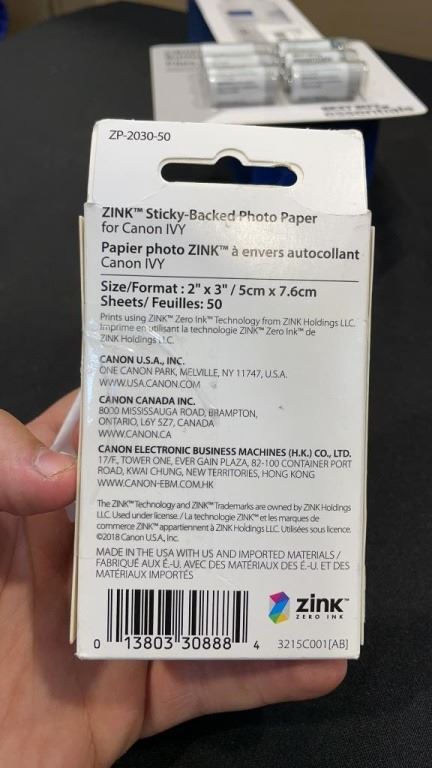 ZP-2030-50
ZINK™ Sticky-Backed Photo Paper
for Canon IVY
Papier photo ZINK™ à envers autocollant
Canon IVY
Size/Format : 2" x 3" / 5cm x 7.6cm
Sheets/ Feuilles: 50
Prints using ZINK™ Zero Ink™ Technology from ZINK Holdings LLC.
Imprime en utilisant la technologie ZINK™ Zero Ink™ de
ZINK Holdings LLC.
CANON U.S.A., INC.
ONE CANON PARK, MELVILLE, NY 11747, U.S.A.
WWW.USA.CANON.COM
CANON CANADA INC.
8000 MISSISSAUGA ROAD, BRAMPTON,
ONTARIO, L6Y 5Z7, CANADA
WWW.CANON.CA
CANON ELECTRONIC BUSINESS MACHINES (H.K.) CO., LTD.
17/F., TOWER ONE, EVER GAIN PLAZA, 82-100 CONTAINER PORT
ROAD, KWAI CHUNG, NEW TERRITORIES, HONG KONG
WWW.CANON-EBM.COM.HK
The ZINK™ Technology and ZINK™ Trademarks are owned by ZINK Holdings
LLC. Used under license. / La technologie ZINK™ et les marques de
commerce ZINK™ appartiennent à ZINK Holdings LLC. Utilisées sous licence.
©2018 Canon U.S.A., Inc.
MADE IN THE USA WITH US AND IMPORTED MATERIALS /
FABRIQUÉ AUX É.-U. AVEC DES MATÉRIAUX DES É.-U. ET DES
MATÉRIAUX IMPORTÉS
zink™
ZERO INK
0 13803 30888 4
3215C001[AB]